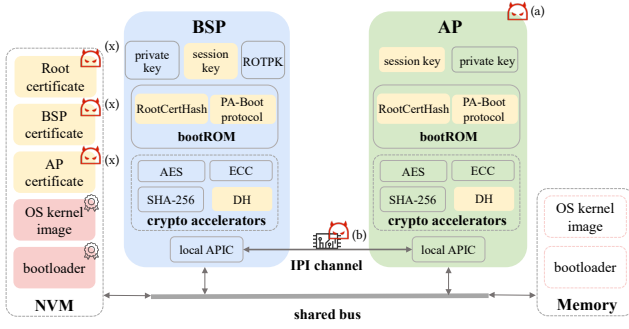 BSP
AP
(a)
private
key
session
key
ROTPK
session key
private key
(x)
Root
certificate
(x)
BSP
certificate
(x)
AP
certificate
OS kernel
image
bootloader
NVM
RootCertHash
PA-Boot
protocol
bootROM
RootCertHash
PA-Boot
protocol
bootROM
AES
ECC
SHA-256
DH
crypto accelerators
AES
ECC
SHA-256
DH
crypto accelerators
local APIC
(b)
IPI channel
local APIC
OS kernel
image
bootloader
Memory
shared bus